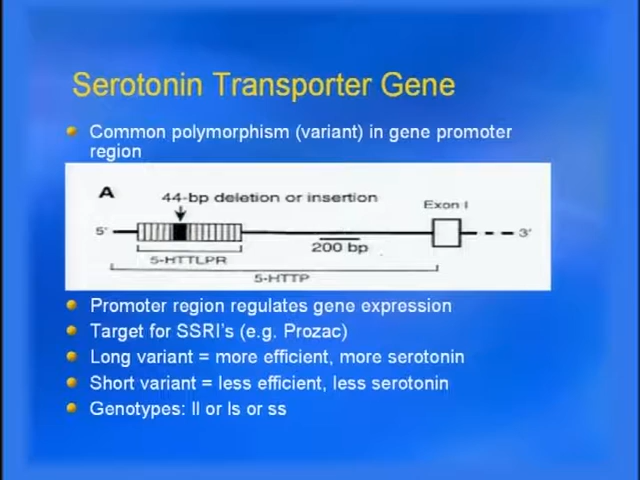 Serotonin Transporter Gene
Common polymorphism (variant) in gene promoter
region
A
44-bp deletion or insertion
Exon I
5'
3'
200 bp
5-HTTLPR
5-HTTP
Promoter region regulates gene expression
Target for SSRI's (e.g. Prozac)
Long variant = more efficient, more serotonin
Short variant = less efficient, less serotonin
Genotypes: ll or ls or ss